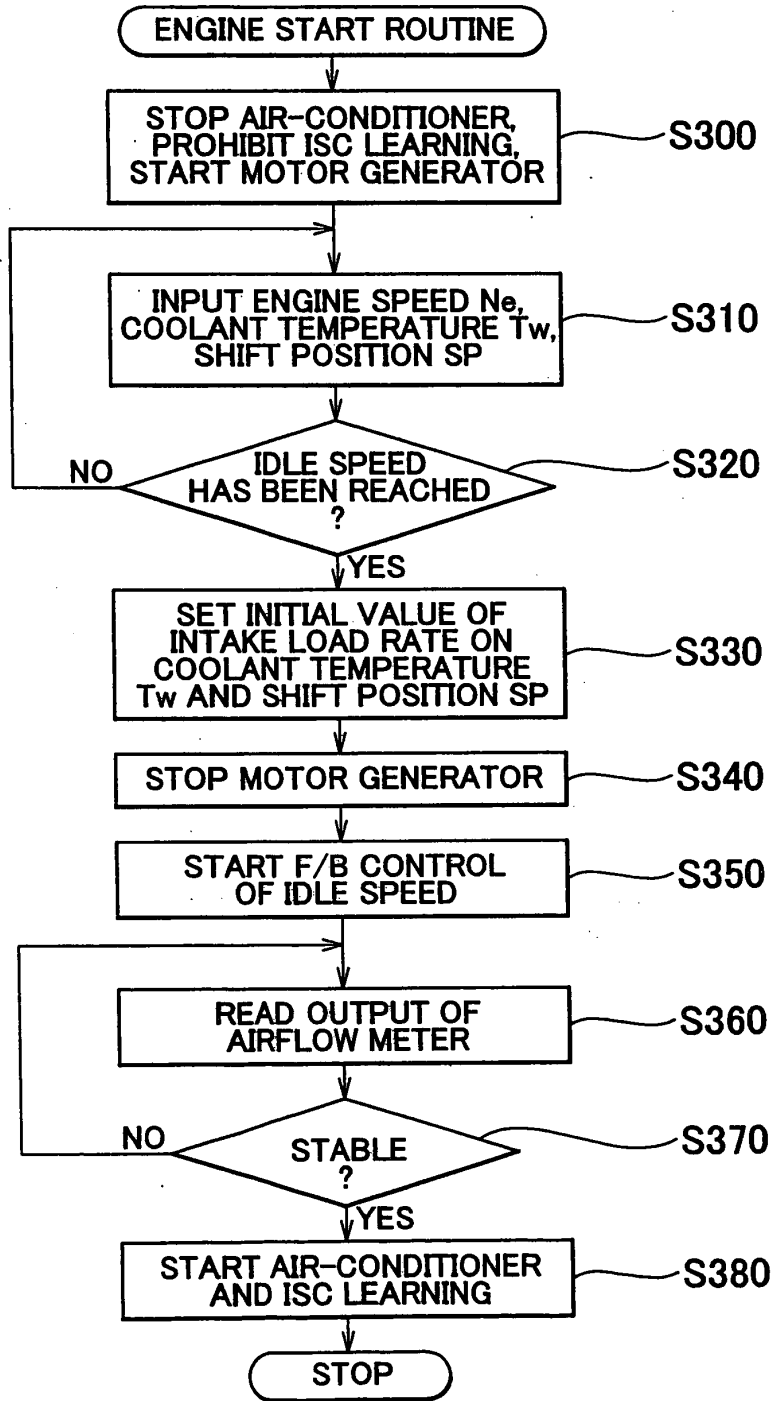 ENGINE START ROUTINE
STOP AIR-CONDITIONER,
PROHIBIT ISC LEARNING,
START MOTOR GENERATOR
S300
INPUT ENGINE SPEED Ne,
COOLANT TEMPERATURE Tw,
SHIFT POSITION SP
S310
IDLE SPEED
HAS BEEN REACHED
?
S320
NO
YES
SET INITIAL VALUE OF
INTAKE LOAD RATE ON
COOLANT TEMPERATURE
Tw AND SHIFT POSITION SP
S330
STOP MOTOR GENERATOR
S340
START F/B CONTROL
OF IDLE SPEED
S350
READ OUTPUT OF
AIRFLOW METER
S360
STABLE
?
S370
NO
YES
START AIR-CONDITIONER
AND ISC LEARNING
S380
STOP